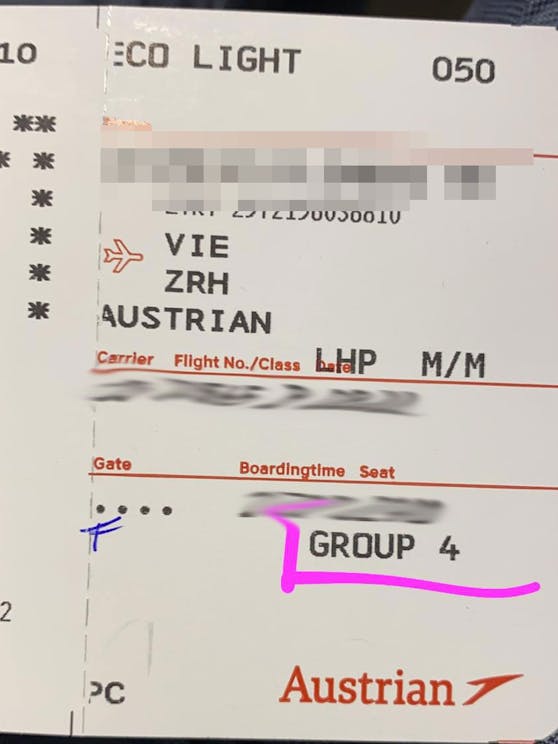 10 ECO LIGHT 050
**
* *
*
*
*
*
VIE
ZRH
AUSTRIAN
LHP M/M
Carrier Flight No./Class Date
Gate Boardingtime Seat
....
GROUP 4
2
PC
Austrian